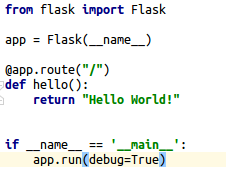 from flask import Flask
app = Flask(__name__)
@app.route("/")
def hello():
    return "Hello World!"
if __name__ == '__main__':
    app.run(debug=True)